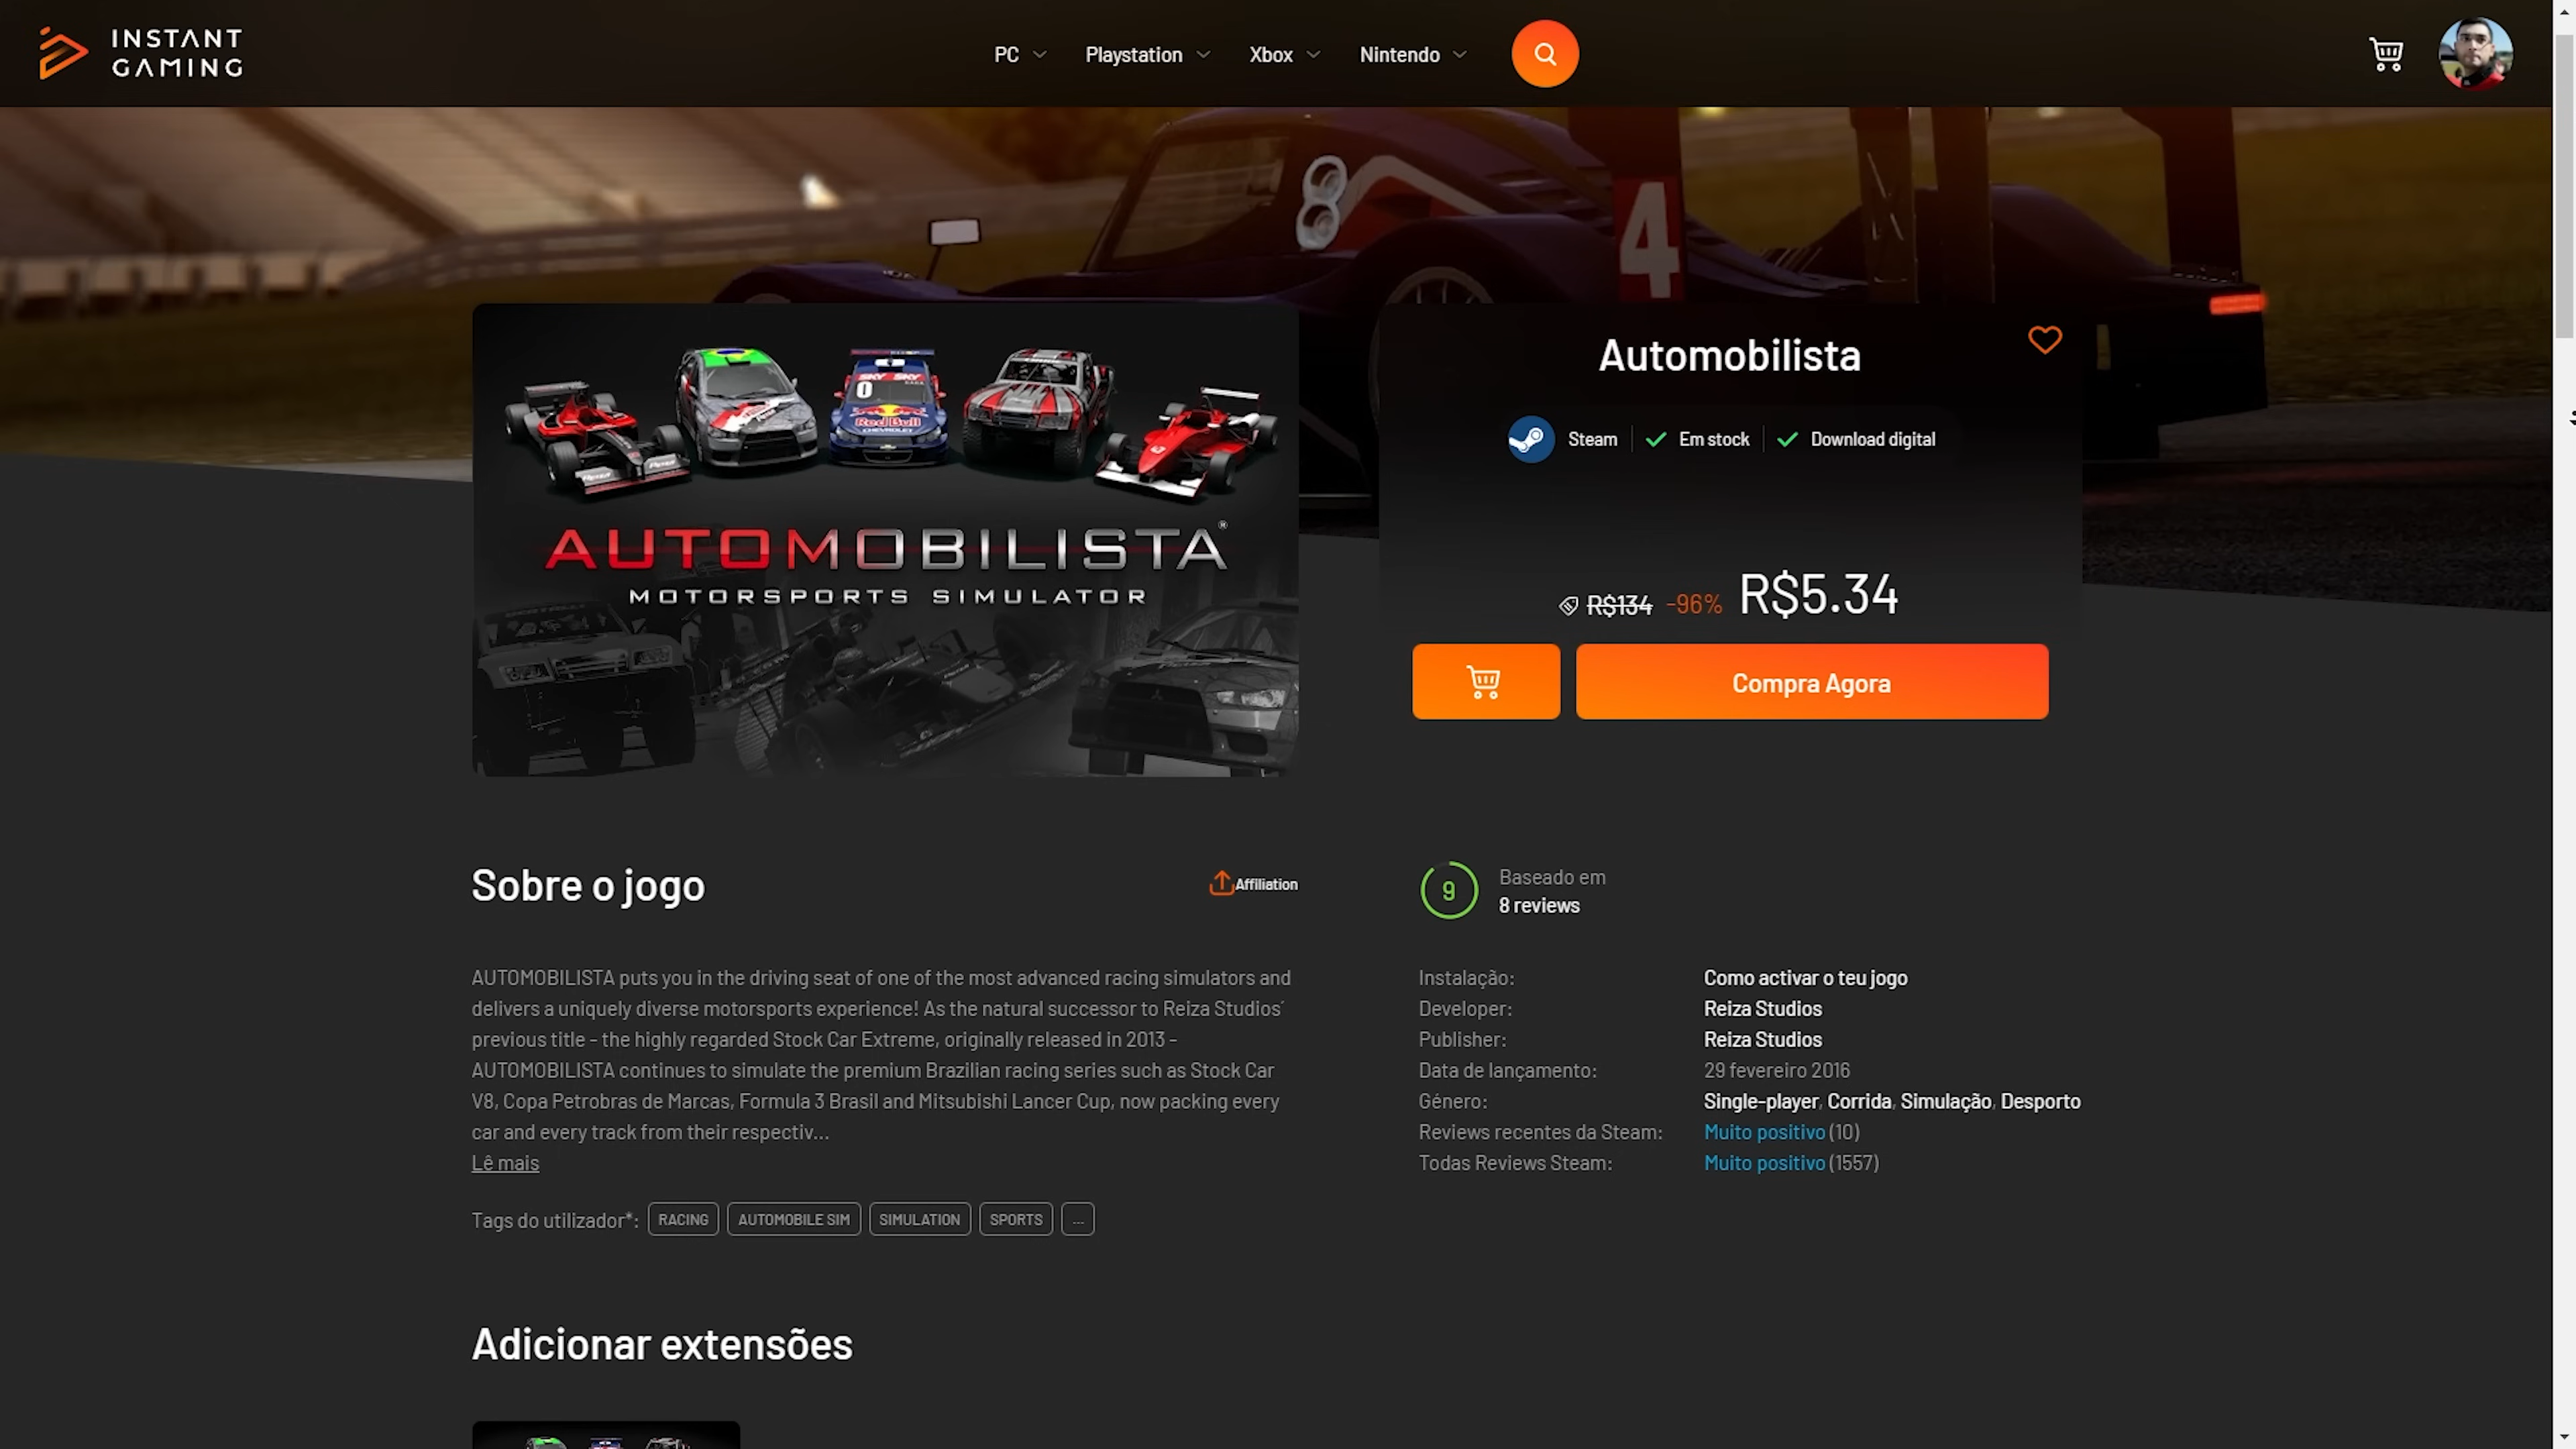 INSTANT
GAMING
PC
Playstation
Xbox
Nintendo
8
4
0
SKY SKY
Red Bull
CHEVROLET
AUTOMOBILISTA®
MOTORSPORTS SIMULATOR
Automobilista
Steam
Em stock
Download digital
R$134 -96% R$5.34
Compra Agora
Sobre o jogo
Affiliation
AUTOMOBILISTA puts you in the driving seat of one of the most advanced racing simulators and
delivers a uniquely diverse motorsports experience! As the natural successor to Reiza Studios´
previous title - the highly regarded Stock Car Extreme, originally released in 2013 -
AUTOMOBILISTA continues to simulate the premium Brazilian racing series such as Stock Car
V8, Copa Petrobras de Marcas, Formula 3 Brasil and Mitsubishi Lancer Cup, now packing every
car and every track from their respectiv...
Lê mais
Tags do utilizador*: RACING AUTOMOBILE SIM SIMULATION SPORTS ...
9
Baseado em
8 reviews
Instalação: Como activar o teu jogo
Developer: Reiza Studios
Publisher: Reiza Studios
Data de lançamento: 29 fevereiro 2016
Género: Single-player, Corrida, Simulação, Desporto
Reviews recentes da Steam: Muito positivo (10)
Todas Reviews Steam: Muito positivo (1557)
Adicionar extensões